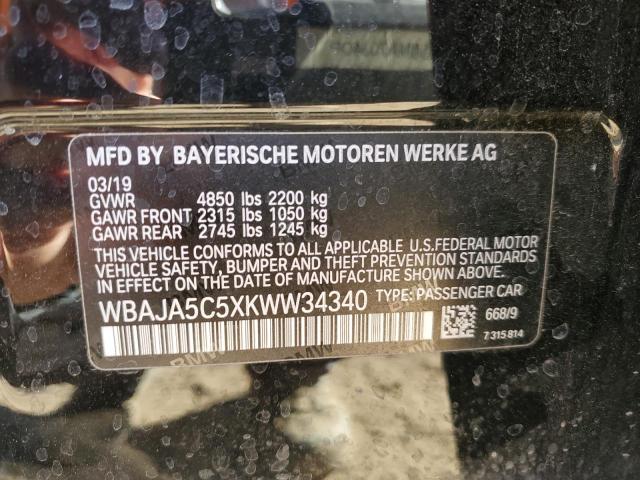 MFD BY BAYERISCHE MOTOREN WERKE AG
03/19
GVWR 4850 lbs 2200 kg
GAWR FRONT 2315 lbs 1050 kg
GAWR REAR 2745 lbs 1245 kg
THIS VEHICLE CONFORMS TO ALL APPLICABLE U.S.FEDERAL MOTOR
VEHICLE SAFETY, BUMPER AND THEFT PREVENTION STANDARDS
IN EFFECT ON THE DATE OF MANUFACTURE SHOWN ABOVE.
WBAJA5C5XKWW34340 TYPE: PASSENGER CAR
668/9
7 315 814